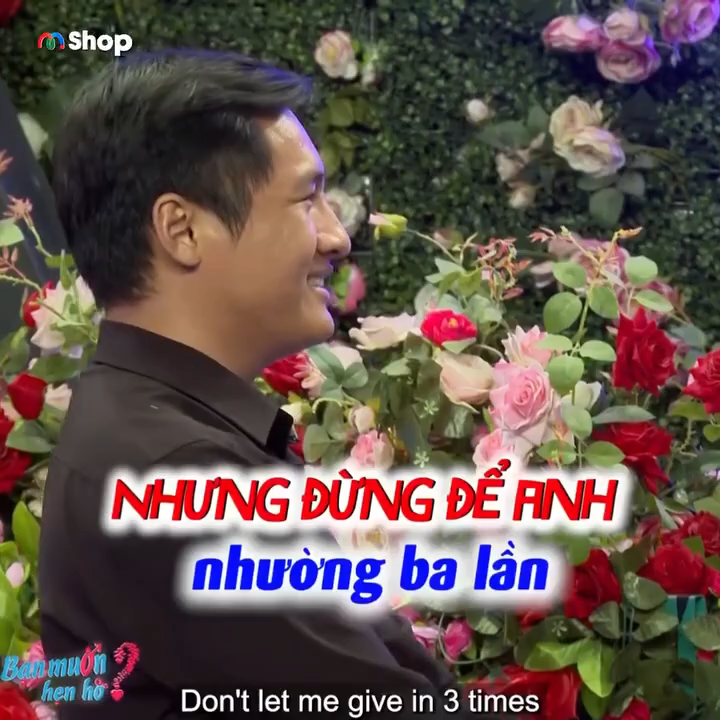 Shop
NHƯNG ĐỪNG ĐỂ ANH
nhường ba lần
Bạn muốn
hẹn hò
Don't let me give in 3 times